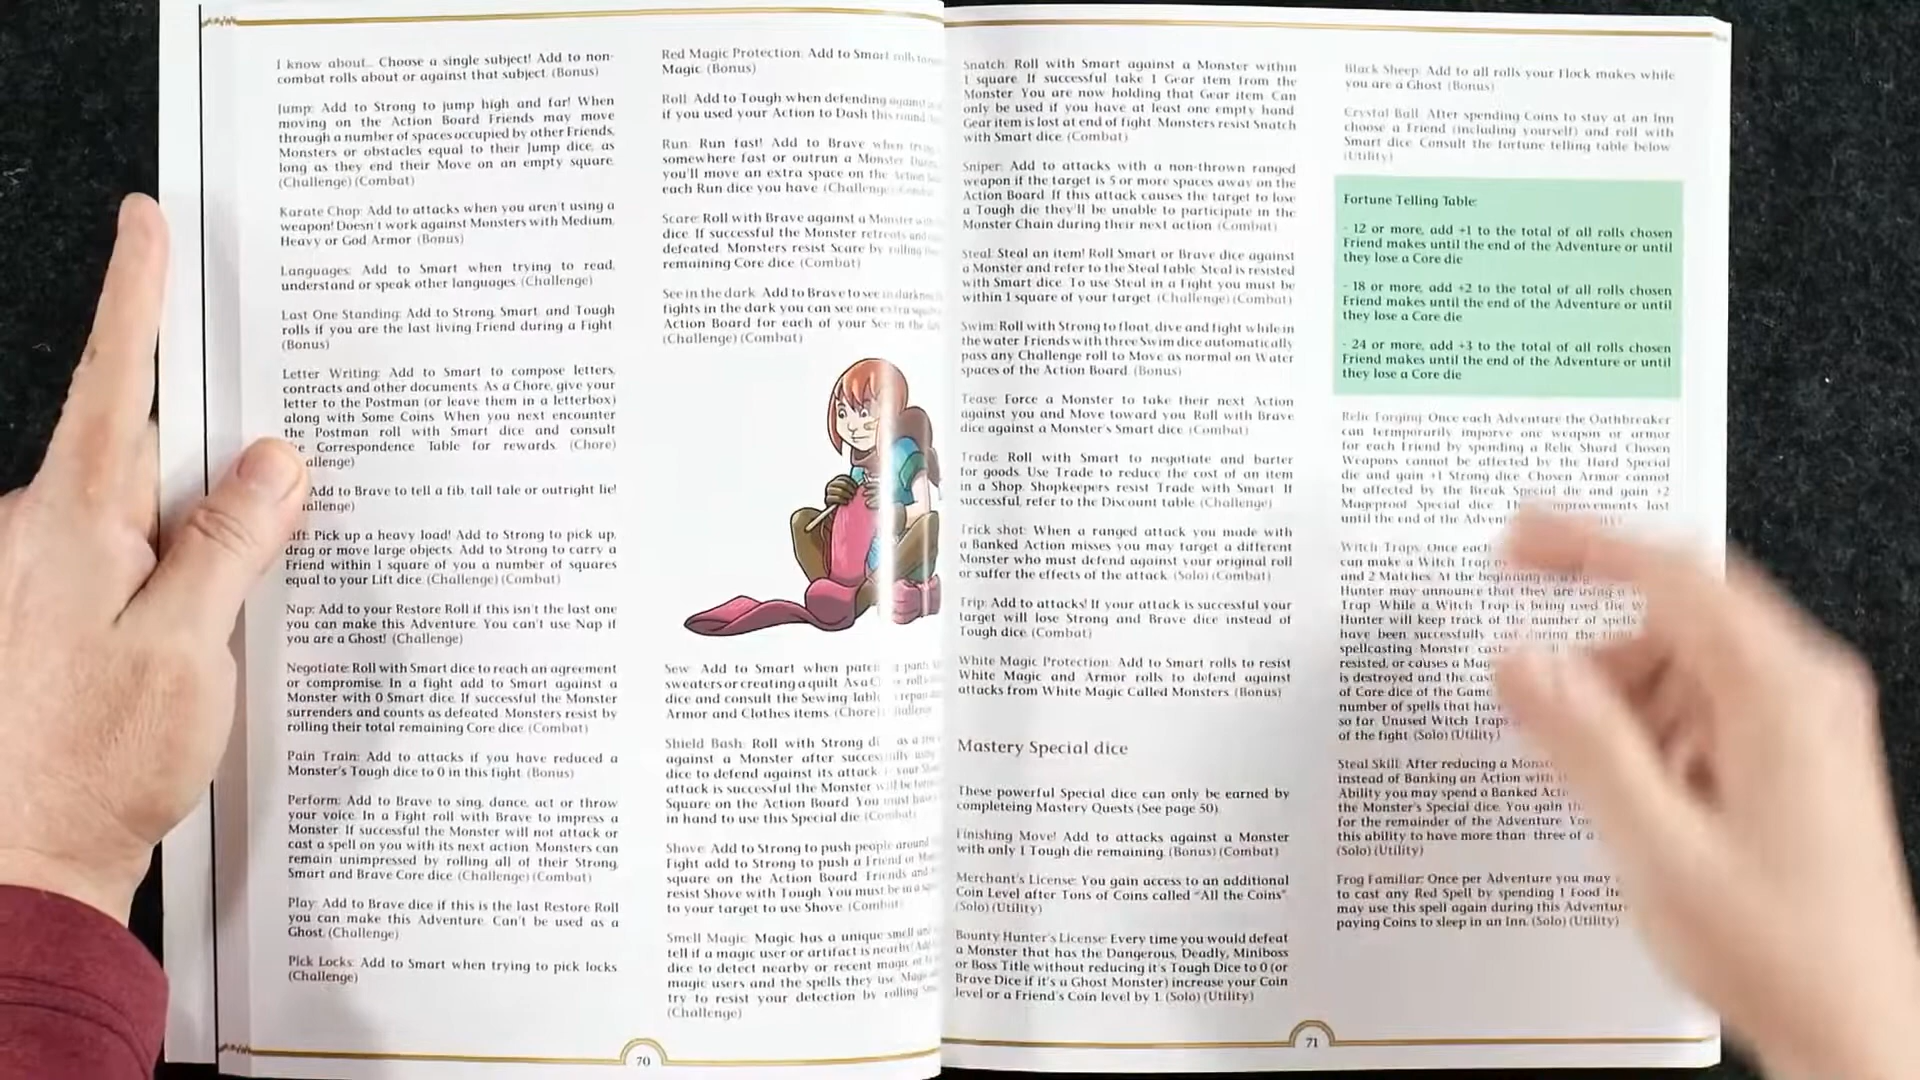 I know about... Choose a single subject! Add to non-
combat rolls about or against that subject. (Bonus)
Jump: Add to Strong to jump high and far! When
moving on the Action Board Friends may move
through a number of spaces occupied by other Friends,
Monsters or obstacles equal to their Jump dice, as
long as they end their Move on an empty square.
(Challenge) (Combat)
Karate Chop: Add to attacks when you aren't using a
weapon! Doesn't work against Monsters with Medium,
Heavy or God Armor (Bonus)
Languages: Add to Smart when trying to read,
understand or speak other languages. (Challenge)
Last One Standing: Add to Strong, Smart, and Tough
rolls if you are the last living Friend during a Fight.
(Bonus)
Letter Writing: Add to Smart to compose letters,
contracts and other documents. As a Chore, give your
letter to the Postman (or leave them in a letterbox)
along with Some Coins. When you next encounter
the Postman roll with Smart dice and consult
Correspondence Table for rewards. (Chore)
Add to Brave to tell a fib, tall tale or outright lie!
Lift: Pick up a heavy load! Add to Strong to pick up,
drag or move large objects. Add to Strong to carry a
Friend within 1 square of you a number of squares
equal to your Lift dice. (Challenge) (Combat)
Nap: Add to your Restore Roll if this isn't the last one
you can make this Adventure. You can't use Nap if
you are a Ghost! (Challenge)
Negotiate: Roll with Smart dice to reach an agreement
or compromise. In a fight add to Smart against a
Monster with 0 Smart dice. If successful the Monster
surrenders and counts as defeated. Monsters resist by
rolling their total remaining Core dice. (Combat)
Pain Train: Add to attacks if you have reduced a
Monster's Tough dice to 0 in this fight. (Bonus)
Perform: Add to Brave to sing, dance, act or throw
your voice. In a Fight roll with Brave to impress a
Monster. If successful the Monster will not attack or
cast a spell on you with its next action. Monsters can
remain unimpressed by rolling all of their Strong,
Smart and Brave Core dice. (Challenge) (Combat)
Play: Add to Brave dice if this is the last Restore Roll
you can make this Adventure. Can't be used as a
Ghost. (Challenge)
Pick Locks: Add to Smart when trying to pick locks.
(Challenge)
70
Red Magic Protection: Add to Smart rolls
Magic. (Bonus)
Roll: Add to Tough when defending against
if you used your Action to Dash this round.
Run: Run fast! Add to Brave when
somewhere fast or outrun a Monster.
you'll move an extra space on the Action
each Run dice you have (Challenge)
Scare: Roll with Brave against a Monster
dice. If successful the Monster retreats and
defeated. Monsters resist Scare by rolling
remaining Core dice. (Combat)
See in the dark: Add to Brave to see in
fights in the dark you can see one extra
Action Board for each of your See in the
(Challenge) (Combat)
Sew: Add to Smart when
sweaters or creating a quilt. As a
dice and consult the Sewing Table
Armor and Clothes items (Chore)
Shield Bash: Roll with Strong
against a Monster after
dice to defend against its attack.
attack is successful the Monster will be
Square on the Action Board. You must have
in hand to use this Special die (Combat)
Shove: Add to Strong to push people around
Fight add to Strong to push a Friend or
square on the Action Board. Friends and
resist Shove with Tough. You must be in a
to your target to use Shove. (Combat)
Smell Magic: Magic has a unique smell and
tell if a magic user or artifact is nearby!
dice to detect nearby or recent magic
magic users and the spells they use.
try to resist your detection by rolling
(Challenge)
Snatch: Roll with Smart against a Monster within
1 square. If successful take 1 Gear item from the
Monster. You are now holding that Gear item. Can
only be used if you have at least one empty hand.
Gear item is lost at end of fight. Monsters resist Snatch
with Smart dice. (Combat)
Sniper: Add to attacks with a non-thrown ranged
weapon if the target is 5 or more spaces away on the
Action Board. If this attack causes the target to lose
a Tough die they'll be unable to participate in the
Monster Chain during their next action. (Combat)
Steal: Steal an item! Roll Smart or Brave dice against
a Monster and refer to the Steal table. Steal is resisted
with Smart dice. To use Steal in a Fight you must be
within 1 square of your target. (Challenge) (Combat)
Swim: Roll with Strong to float, dive and fight while in
the water. Friends with three Swim dice automatically
pass any Challenge roll to Move as normal on Water
spaces of the Action Board. (Bonus)
Tease: Force a Monster to take their next Action
against you and Move toward you. Roll with Brave
dice against a Monster's Smart dice. (Combat)
Trade: Roll with Smart to negotiate and barter
for goods. Use Trade to reduce the cost of an item
in a Shop. Shopkeepers resist Trade with Smart. If
successful, refer to the Discount table. (Challenge)
Trick shot: When a ranged attack you made with
a Banked Action misses you may target a different
Monster who must defend against your original roll
or suffer the effects of the attack. (Solo) (Combat)
Trip: Add to attacks! If your attack is successful your
target will lose Strong and Brave dice instead of
Tough dice. (Combat)
White Magic Protection: Add to Smart rolls to resist
White Magic and Armor rolls to defend against
attacks from White Magic Called Monsters. (Bonus)
Mastery Special dice
These powerful Special dice can only be earned by
completeing Mastery Quests (See page 50).
Finishing Move! Add to attacks against a Monster
with only 1 Tough die remaining. (Bonus) (Combat)
Merchant's License: You gain access to an additional
Coin Level after Tons of Coins called "All the Coins".
(Solo) (Utility)
Bounty Hunter's License: Every time you would defeat
a Monster that has the Dangerous, Deadly, Miniboss
or Boss Title without reducing it's Tough Dice to 0 (or
Brave Dice if it's a Ghost Monster) increase your Coin
level or a Friend's Coin level by 1. (Solo) (Utility)
71
Black Sheep: Add to all rolls your Flock makes while
you are a Ghost (Bonus)
Crystal Ball: After spending Coins to stay at an Inn
choose a Friend (including yourself) and roll with
Smart dice. Consult the fortune telling table below.
(Utility)
Fortune Telling Table:
- 12 or more, add +1 to the total of all rolls chosen
Friend makes until the end of the Adventure or until
they lose a Core die
- 18 or more, add +2 to the total of all rolls chosen
Friend makes until the end of the Adventure or until
they lose a Core die
- 24 or more, add +3 to the total of all rolls chosen
Friend makes until the end of the Adventure or until
they lose a Core die
Relic Forging: Once each Adventure the Oathbreaker
can termporarily imporve one weapon or armor
for each Friend by spending a Relic Shard. Chosen
Weapons cannot be affected by the Hard Special
die and gain +1 Strong dice. Chosen Armor cannot
be affected by the Break Special die and gain +2
Mageproof Special dice. improvements last
until the end of the
Witch Traps: Once each
can make a Witch Trap
and 2 Matches. At the beginning
Hunter may announce that they are using a
Trap. While a Witch Trap is being used the
Hunter will keep track of the number of spells
have been successfully cast during the
spellcasting Monster
resisted, or causes a
is destroyed and the
of Core dice of the Game
number of spells that have
so far. Unused Witch Traps
of the fight. (Solo) (Utility)
Steal Skill: After reducing a
instead of Banking an Action with
Ability you may spend a Banked
the Monster's Special dice. You gain
for the remainder of the Adventure.
this ability to have more than three of a
(Solo) (Utility)
Frog Familiar: Once per Adventure you may
to cast any Red Spell by spending 1 Food
may use this spell again during this
paying Coins to sleep in an Inn. (Solo) (Utility)